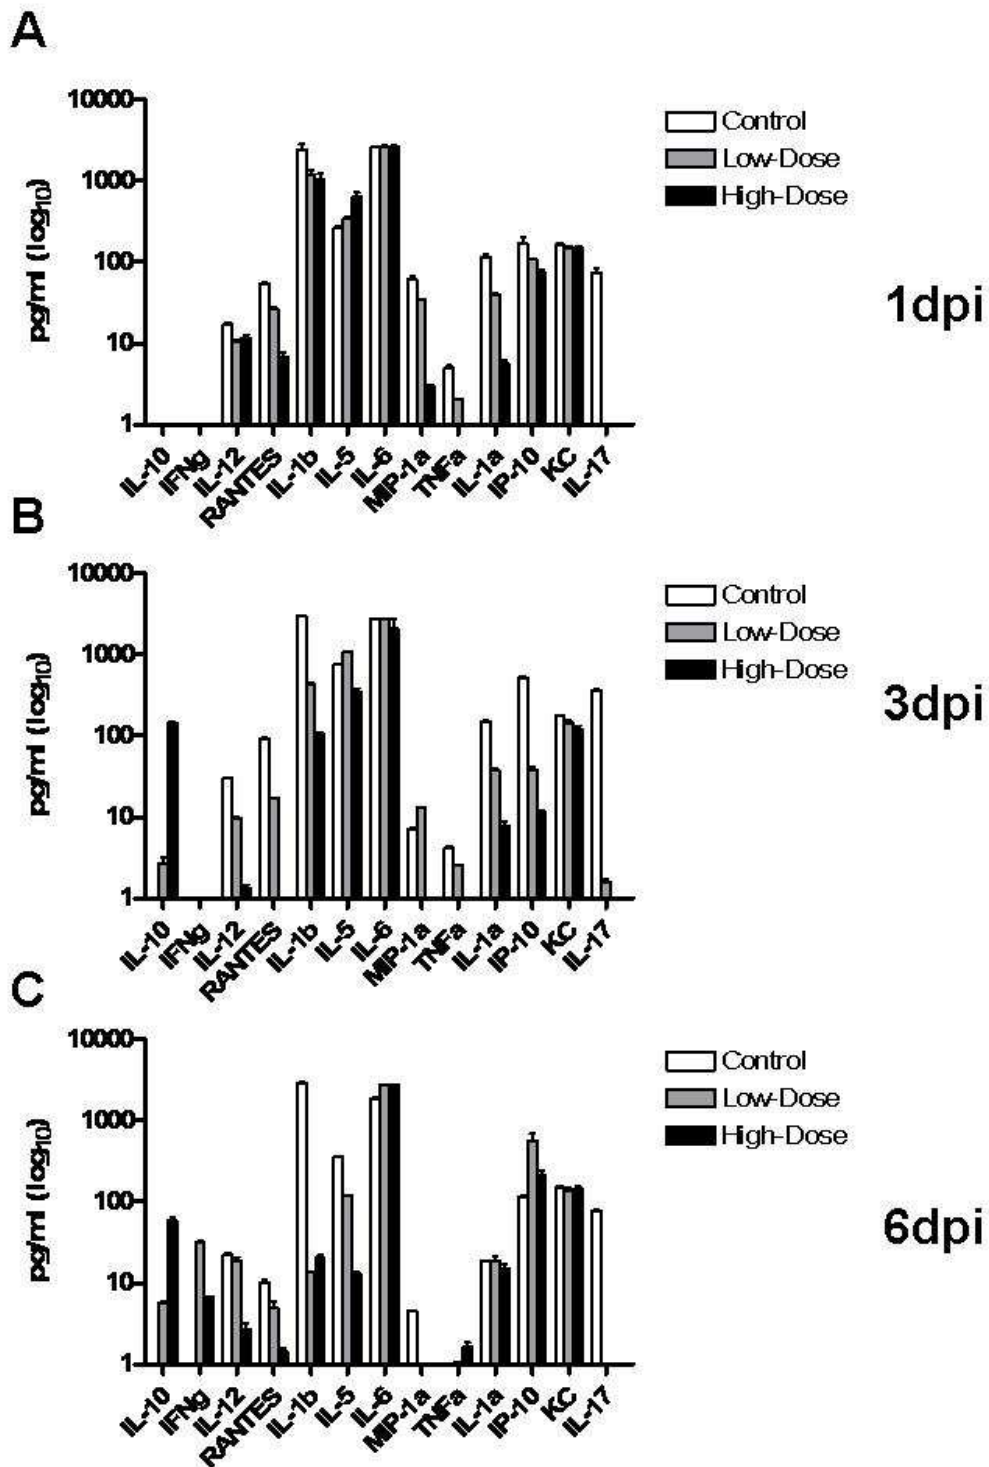 A
10000
1000
100
10
1
pg/ml (log10)
Control
Low-Dose
High-Dose
1dpi
IL-10 IFNg IL-12 RANTES IL-1b IL-5 IL-6 MIP-1a TNFa IL-1a IP-10 KC IL-17
B
10000
1000
100
10
1
pg/ml (log10)
Control
Low-Dose
High-Dose
3dpi
IL-10 IFNg IL-12 RANTES IL-1b IL-5 IL-6 MIP-1a TNFa IL-1a IP-10 KC IL-17
C
10000
1000
100
10
1
pg/ml (log10)
Control
Low-Dose
High-Dose
6dpi
IL-10 IFNg IL-12 RANTES IL-1b IL-5 IL-6 MIP-1a TNFa IL-1a IP-10 KC IL-17